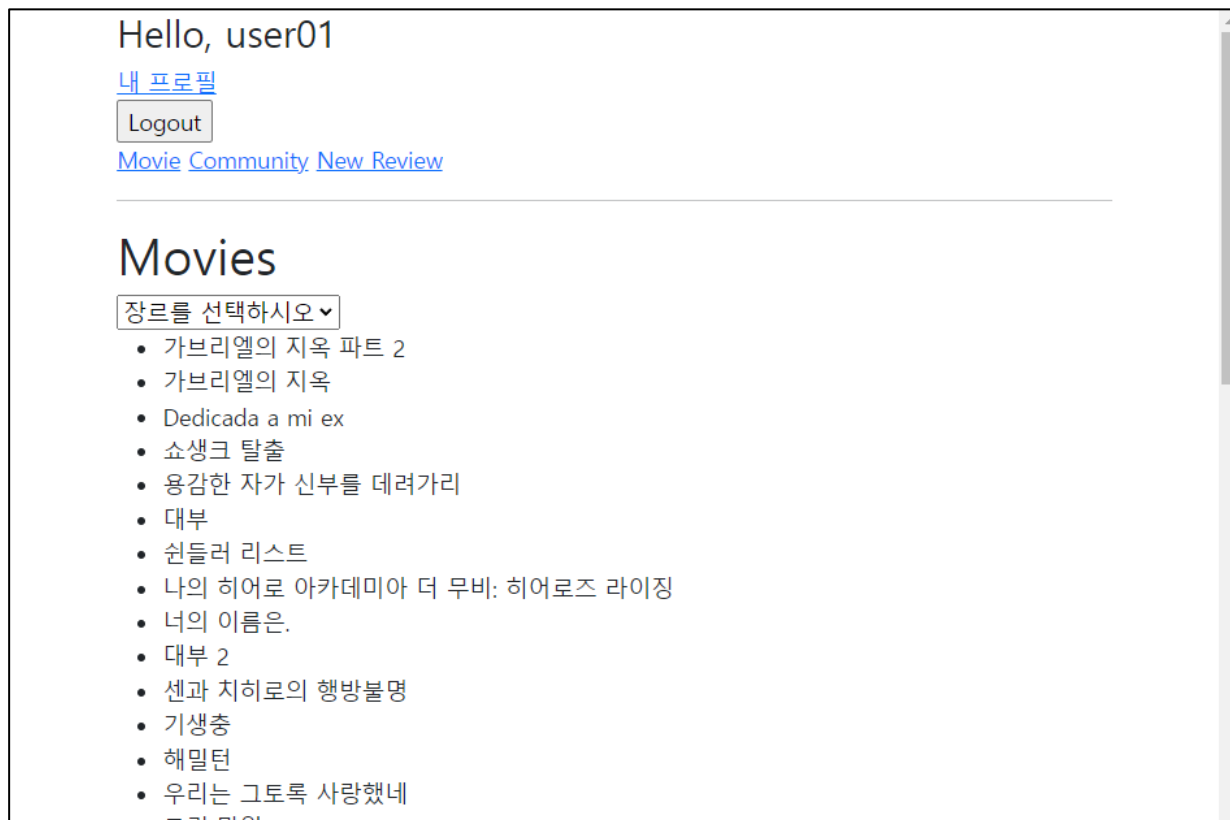 Hello, user01
내 프로필
Logout
Movie Community New Review
Movies
장르를 선택하시오
가브리엘의 지옥 파트 2
가브리엘의 지옥
Dedicada a mi ex
쇼생크 탈출
용감한 자가 신부를 데려가리
대부
쉰들러 리스트
나의 히어로 아카데미아 더 무비: 히어로즈 라이징
너의 이름은.
대부 2
센과 치히로의 행방불명
기생충
해밀턴
우리는 그토록 사랑했네